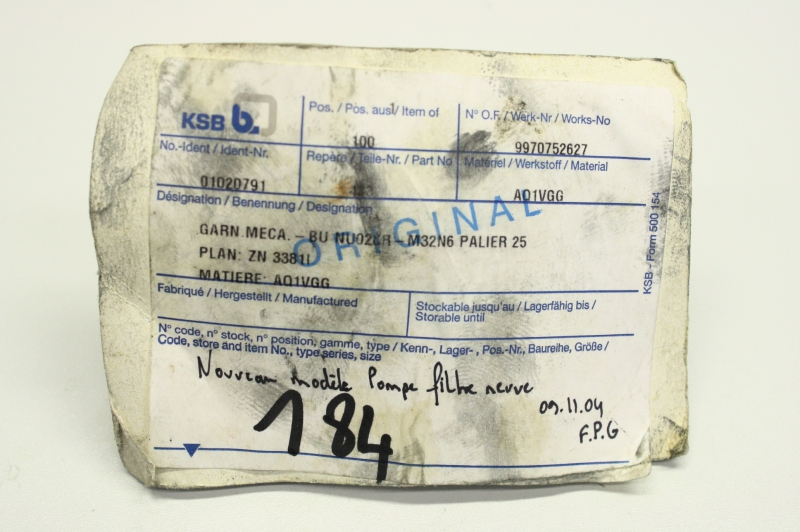 KSB b.
Pos. / Pos. aus / Item of
N° O.F. / Werk-Nr / Works-No
100
9970752627
No.-Ident / Ident-Nr.
Repère / Teile-Nr. / Part No
Matériel / Werkstoff / Material
01020791
AQ1VGG
Désignation / Benennung / Designation
ORIGINAL
GARN.MECA. - BU - M32N6 PALIER 25
PLAN: ZN 3381
MATIERE: AQ1VGG
Fabriqué / Hergestellt / Manufactured
Stockable jusqu'au / Lagerfähig bis /
Storable until
N° code, n° stock, n° position, gamme, type / Kenn-, Lager-, Pos.-Nr., Baureihe, Größe /
Code, store and item No., type series, size
Nouveau modèle Pompe filtre neuve
184
09.11.04
F.P.G
KSB - Form 500 154